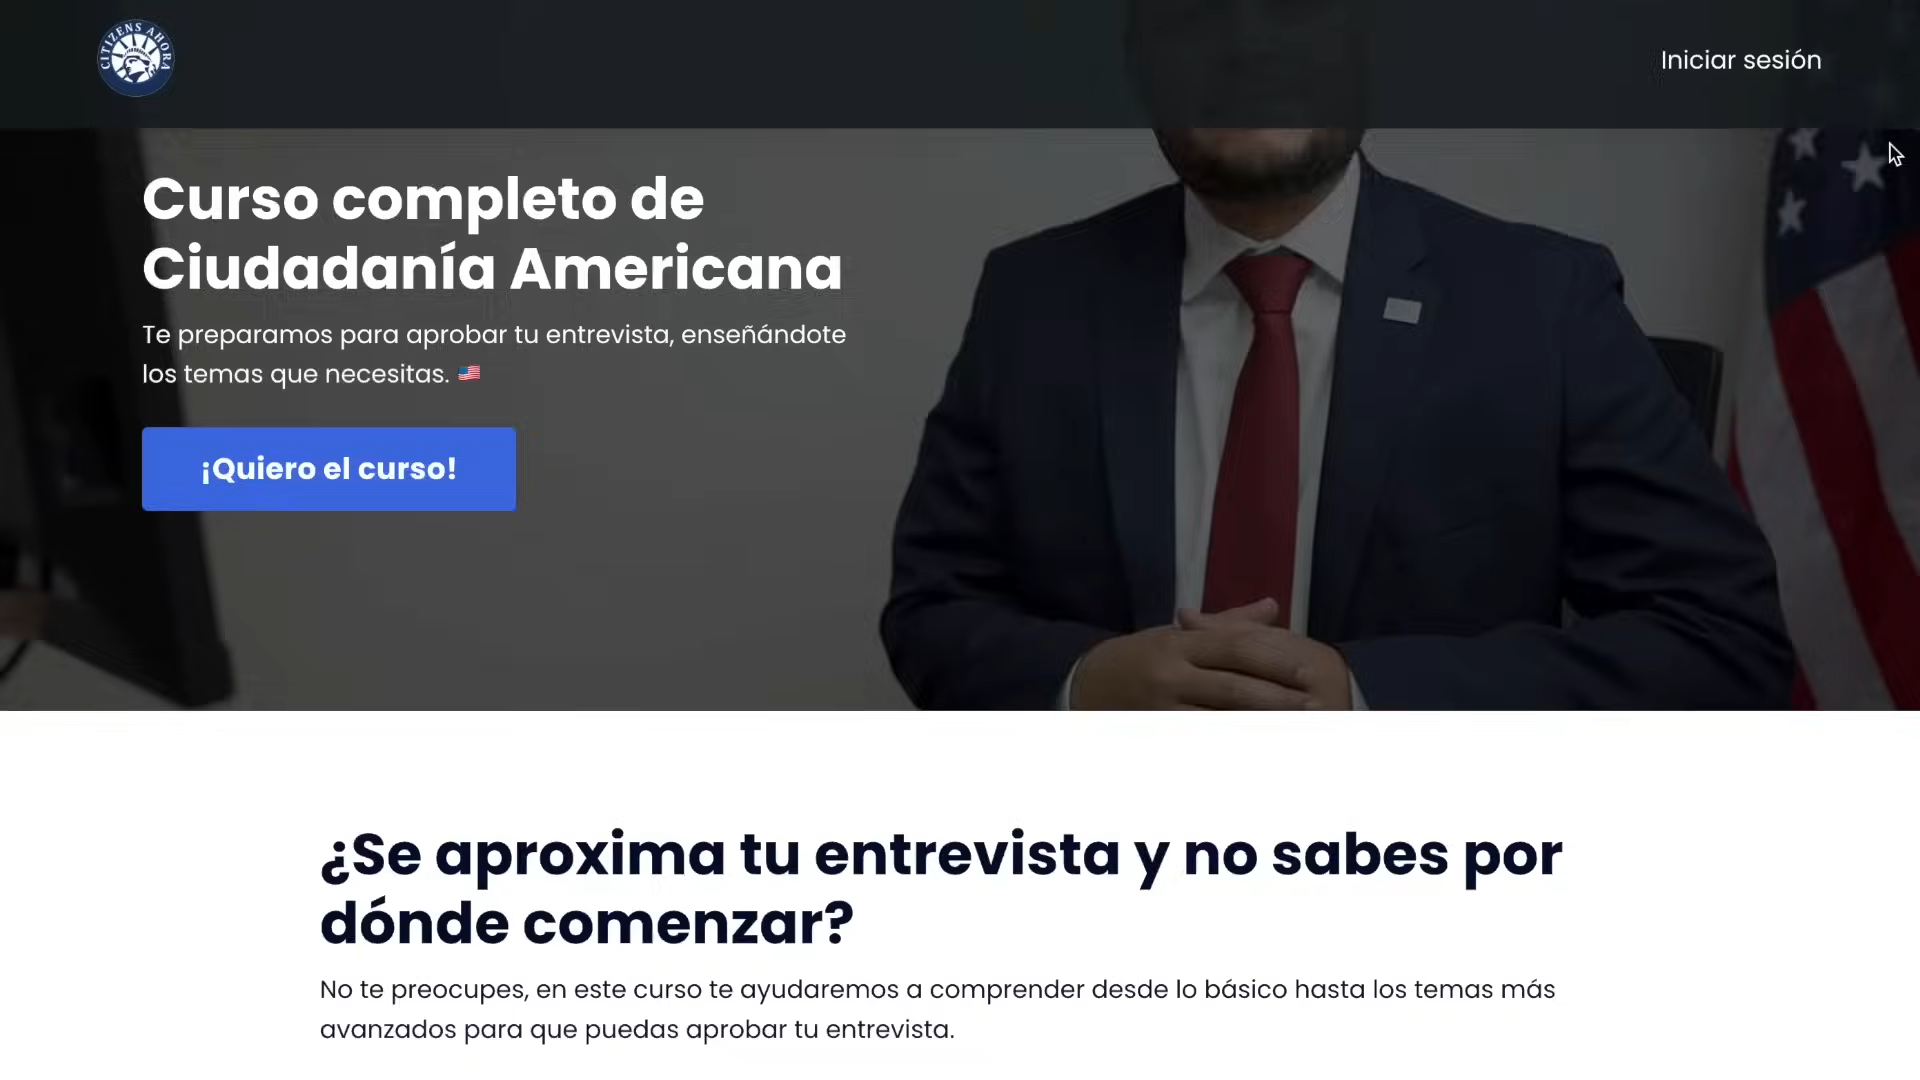 CITIZENS AHORA
Iniciar sesión
Curso completo de
Ciudadanía Americana
Te preparamos para aprobar tu entrevista, enseñándote
los temas que necesitas. 🇺🇸
¡Quiero el curso!
¿Se aproxima tu entrevista y no sabes por
dónde comenzar?
No te preocupes, en este curso te ayudaremos a comprender desde lo básico hasta los temas más
avanzados para que puedas aprobar tu entrevista.